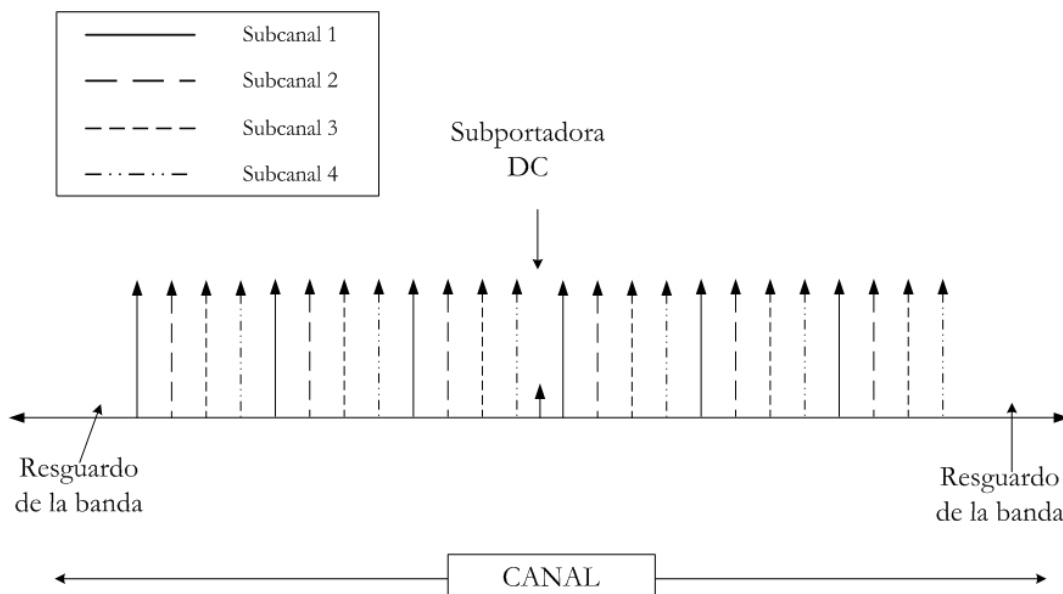 Subcanal 1
Subcanal 2
Subcanal 3
Subcanal 4
Subportadora
DC
Resguardo
de la banda
Resguardo
de la banda
CANAL